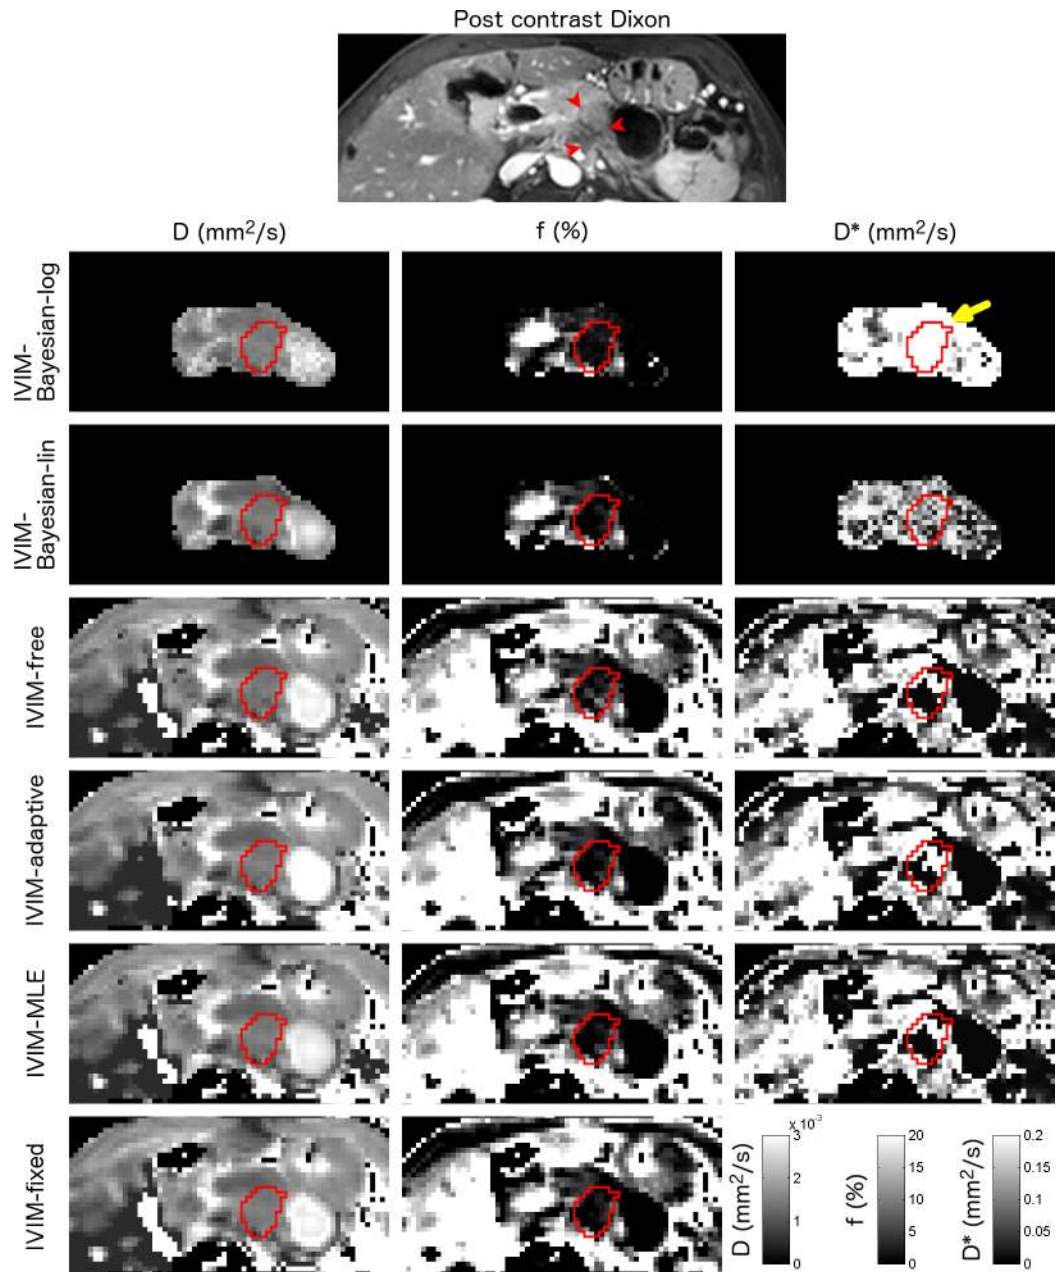 Post contrast Dixon
D (mm²/s)
f (%)
D* (mm²/s)
IVIM-
Bayesian-log
IVIM-
Bayesian-lin
IVIM-free
IVIM-adaptive
IVIM-MLE
IVIM-fixed
D (mm²/s)
x 10⁻³
3
2
1
0
f (%)
20
15
10
5
0
D* (mm²/s)
0.2
0.15
0.1
0.05
0